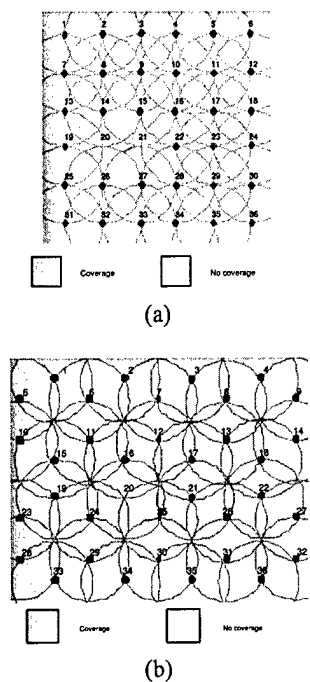 2 3 4 5 6
7 8 9 10 11 12
13 14 15 16 17 18
19 20 21 22 23 24
25 26 27 28 29 30
31 32 33 34 35 36
Coverage No coverage
(a)
1 2 3 4
5 6 7 8 9
10 11 12 13 14
15 16 17 18
19 20 21 22
23 24 25 26 27
28 29 30 31 32
33 34 35 36
Coverage No coverage
(b)